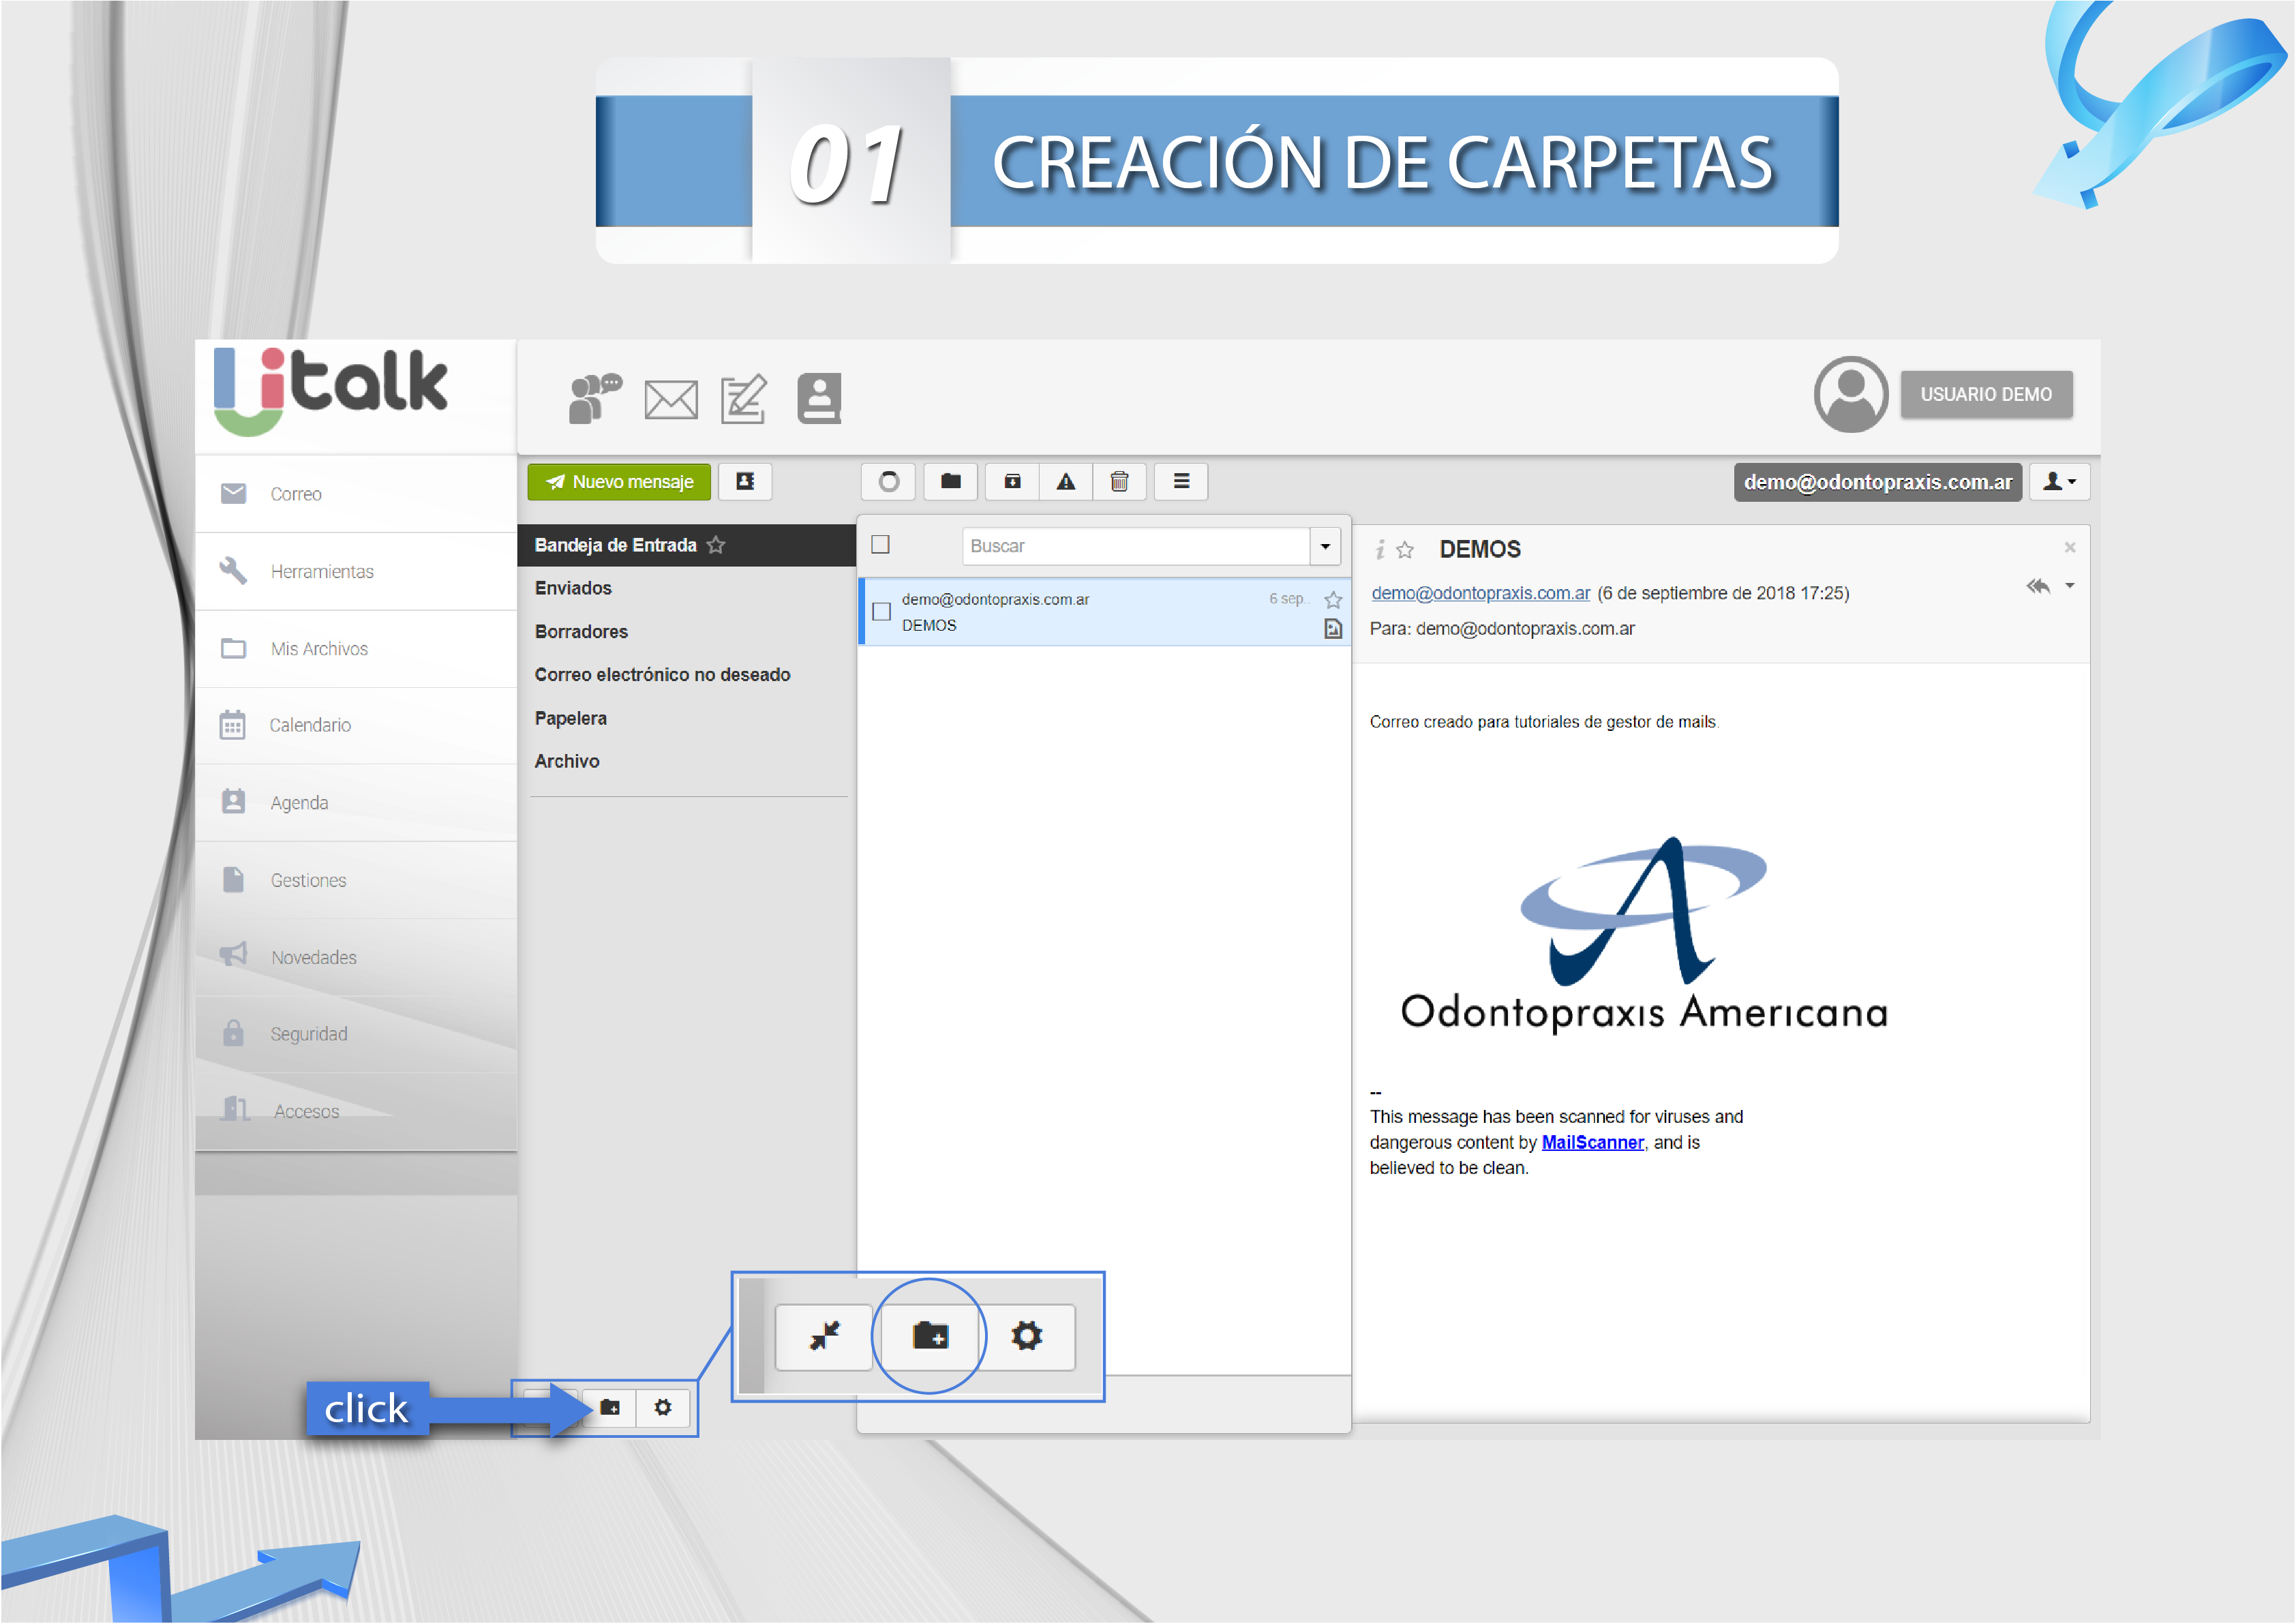 01
CREACIÓN DE CARPETAS
Uitalk
USUARIO DEMO
Correo
Herramientas
Mis Archivos
Calendario
Agenda
Gestiones
Novedades
Seguridad
Accesos
Nuevo mensaje
demo@odontopraxis.com.ar
Bandeja de Entrada
Enviados
Borradores
Correo electrónico no deseado
Papelera
Archivo
Buscar
demo@odontopraxis.com.ar 6 sep..
DEMOS
DEMOS
demo@odontopraxis.com.ar (6 de septiembre de 2018 17:25)
Para: demo@odontopraxis.com.ar
Correo creado para tutoriales de gestor de mails.
A
Odontopraxis Americana
--
This message has been scanned for viruses and
dangerous content by MailScanner, and is
believed to be clean.
click